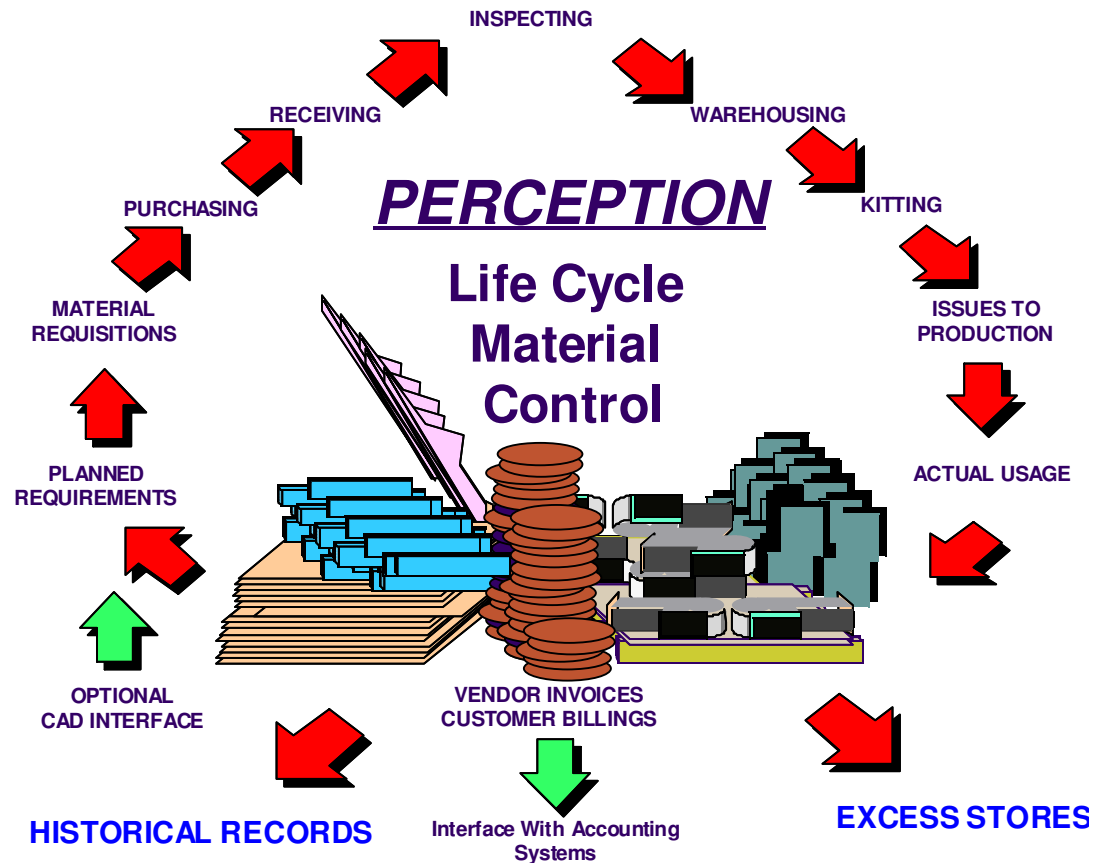 INSPECTING
RECEIVING
WAREHOUSING
PURCHASING
PERCEPTION
KITTING
Life Cycle
Material
Control
MATERIAL
REQUISITIONS
ISSUES TO
PRODUCTION
PLANNED
REQUIREMENTS
ACTUAL USAGE
OPTIONAL
CAD INTERFACE
VENDOR INVOICES
CUSTOMER BILLINGS
HISTORICAL RECORDS
Interface With Accounting
Systems
EXCESS STORES